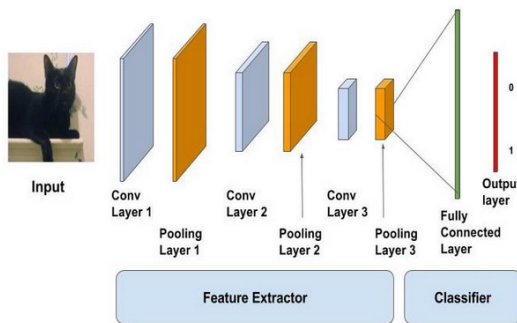 Input
Conv
Layer 1
Pooling
Layer 1
Conv
Layer 2
Pooling
Layer 2
Conv
Layer 3
Pooling
Layer 3
Fully
Connected
Layer
0
1
Output
layer
Feature Extractor
Classifier